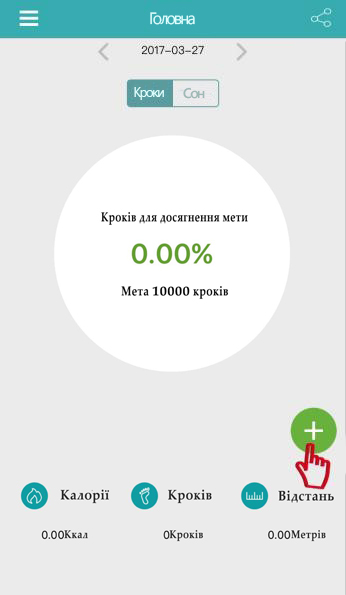 Головна
2017-03-27
Кроки Сон
Кроків для досягнення мети
0.00%
Мета 10000 кроків
Калорії Кроків Відстань
0.00Ккал 0Кроків 0.00Метрів